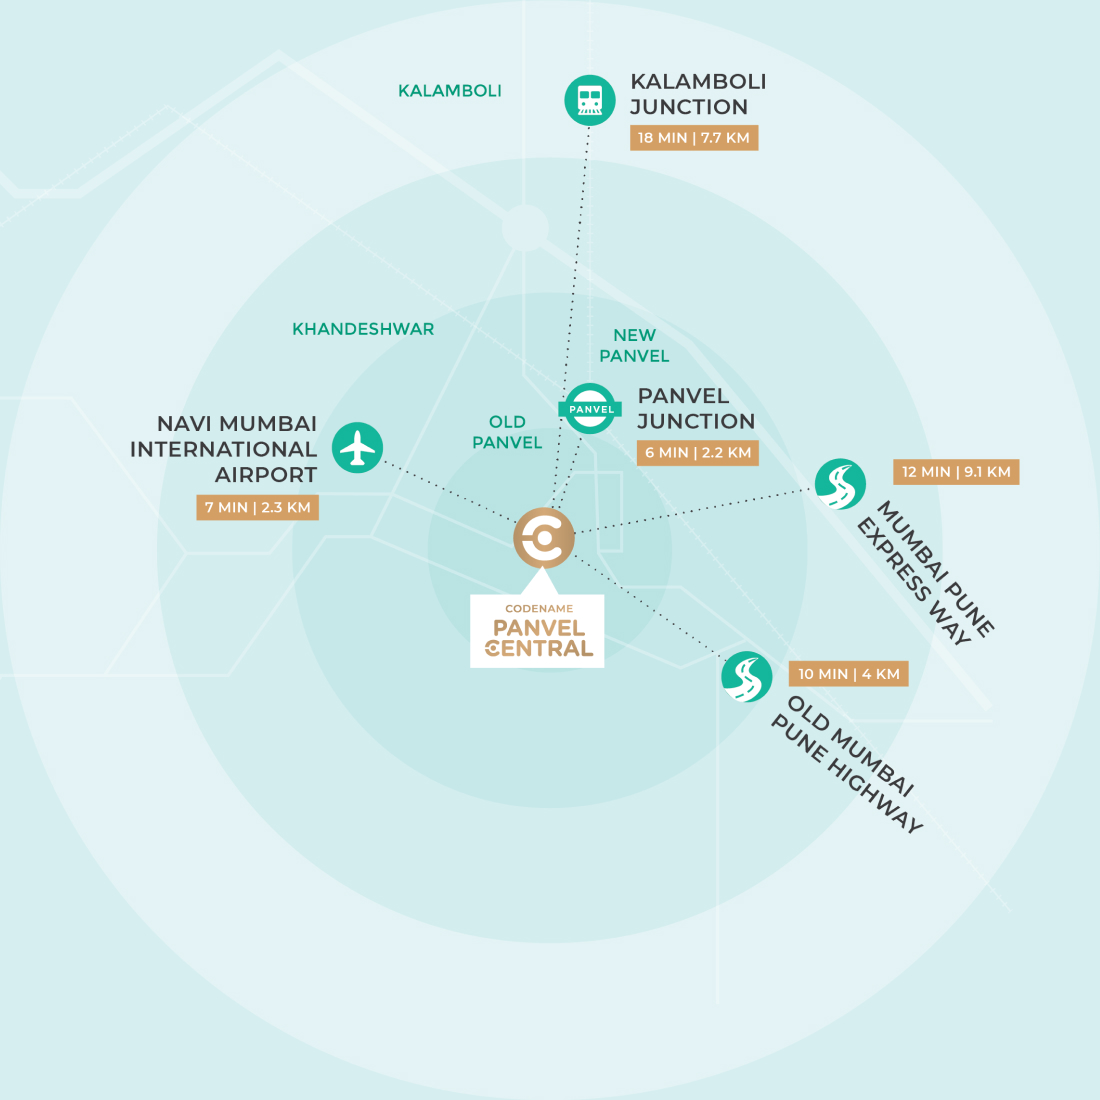 KALAMBOLI
KALAMBOLI
JUNCTION
18 MIN | 7.7 KM
KHANDESHWAR
NEW
PANVEL
OLD
PANVEL
PANVEL
PANVEL
JUNCTION
6 MIN | 2.2 KM
NAVI MUMBAI
INTERNATIONAL
AIRPORT
7 MIN | 2.3 KM
12 MIN | 9.1 KM
MUMBAI PUNE
EXPRESS WAY
CODENAME
PANVEL
CENTRAL
10 MIN | 4 KM
OLD MUMBAI
PUNE HIGHWAY